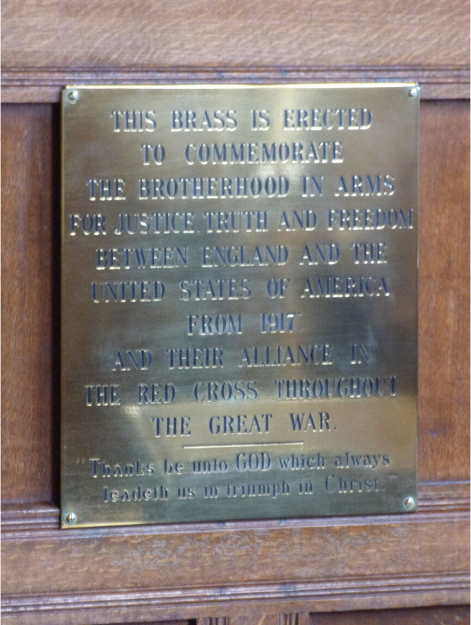 THIS BRASS IS ERECTED
TO COMMEMORATE
THE BROTHERHOOD IN ARMS
FOR JUSTICE TRUTH AND FREEDOM
BETWEEN ENGLAND AND THE
UNITED STATES OF AMERICA
FROM 1917
AND THEIR ALLIANCE IN
THE RED CROSS THROUGHOUT
THE GREAT WAR.
"Thanks be unto GOD which always
leadeth us in triumph in Christ."